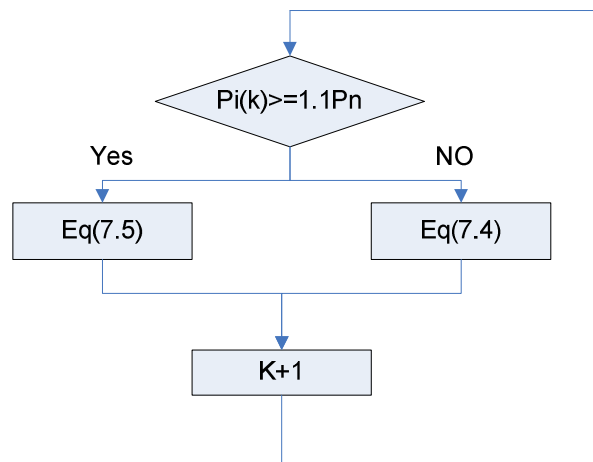 Pi(k)>=1.1Pn
Yes
NO
Eq(7.5)
Eq(7.4)
K+1